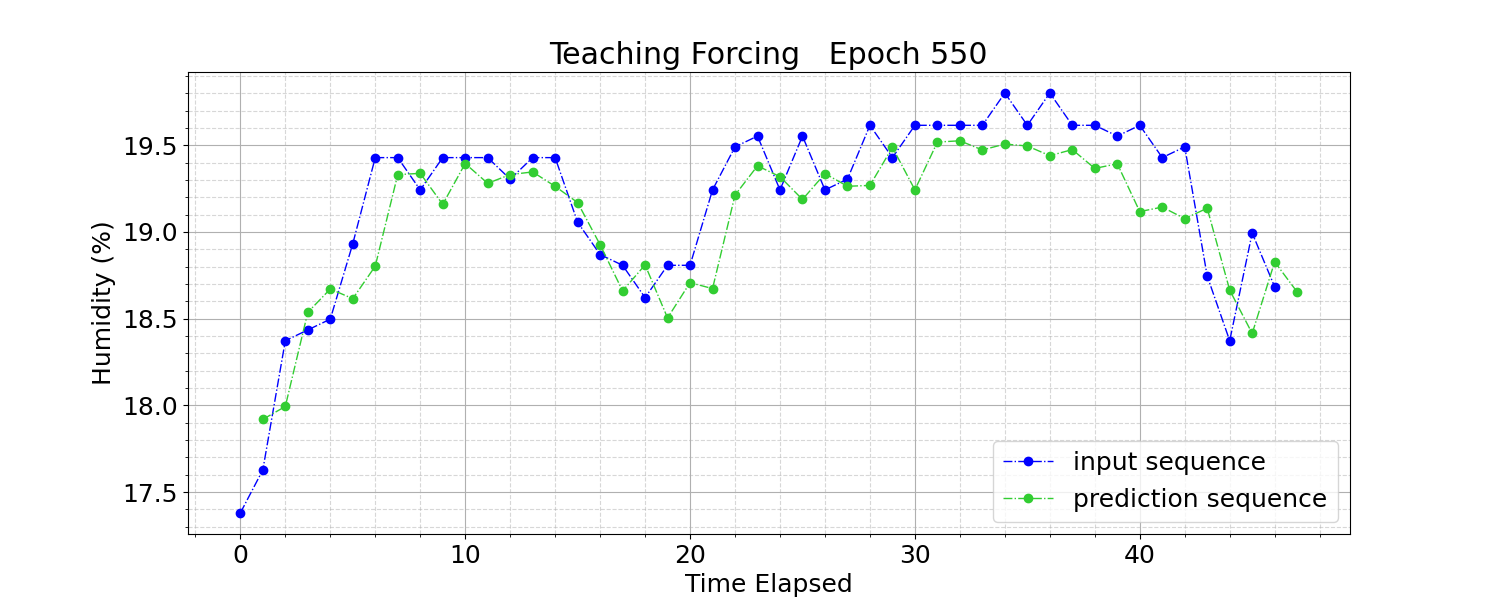 Teaching Forcing   Epoch 550
Humidity (%)
19.5
19.0
18.5
18.0
17.5
input sequence
prediction sequence
0 10 20 30 40
Time Elapsed